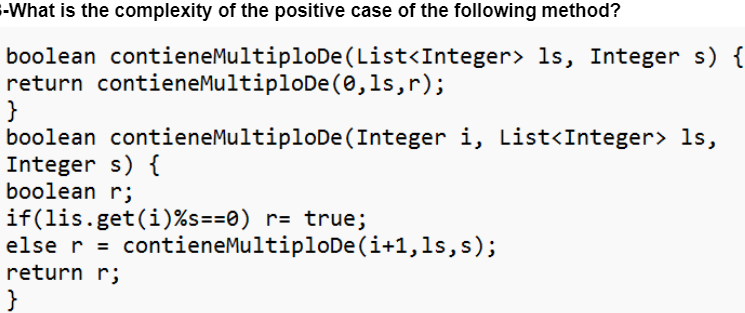 -What is the complexity of the positive case of the following method?
boolean contieneMultiploDe(List<Integer> ls, Integer s) {
return contieneMultiploDe(0,ls,r);
}
boolean contieneMultiploDe(Integer i, List<Integer> ls,
Integer s) {
boolean r;
if(lis.get(i)%s==0) r= true;
else r = contieneMultiploDe(i+1,ls,s);
return r;
}